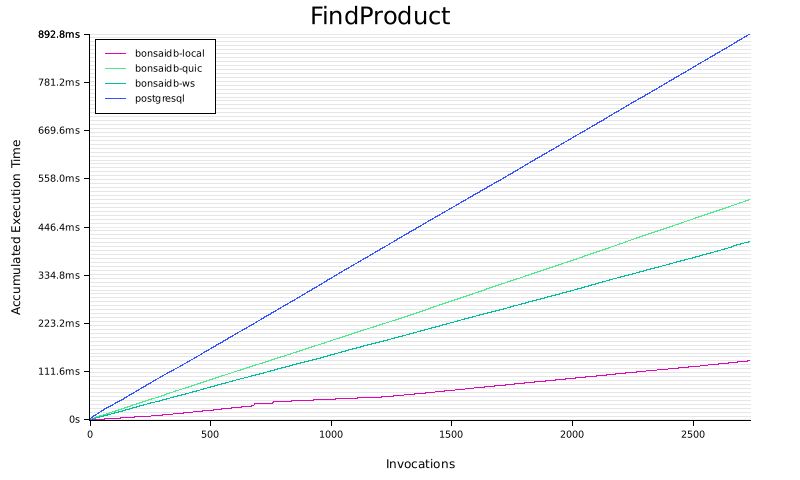 FindProduct
892.8ms
781.2ms
669.6ms
558.0ms
446.4ms
334.8ms
223.2ms
111.6ms
0s
Accumulated Execution Time
bonsaidb-local
bonsaidb-quic
bonsaidb-ws
postgresql
0
500
1000
1500
2000
2500
Invocations